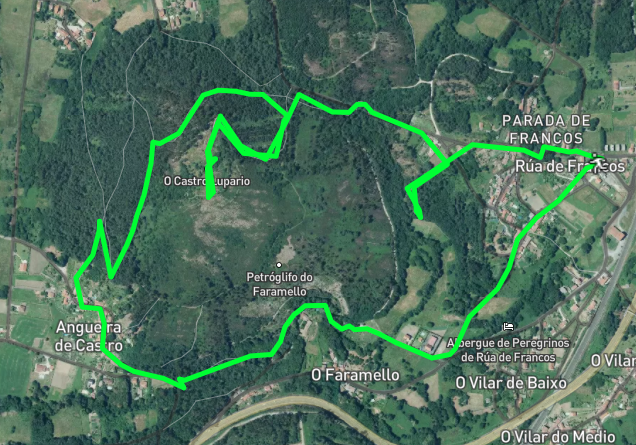 PARADA DE
FRANCOS
Rúa de Francos
O Castro Lupario
Petróglifo do
Faramello
Angueira
de Castro
Albergue de Peregrinos
de Rúa de Francos
O Faramello
O Vilar de Baixo
O Vilar
O Vilar do Medio